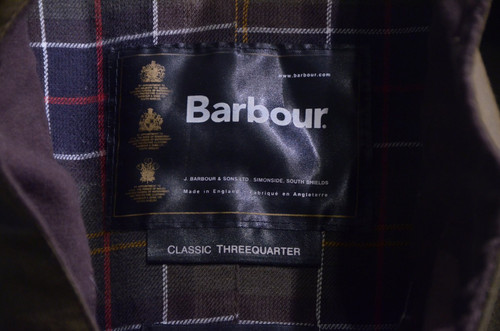 www.barbour.com
Barbour
J. BARBOUR & SONS LTD. SIMONSIDE, SOUTH SHIELDS
Made in England - Fabriqué en Angleterre
CLASSIC THREEQUARTER